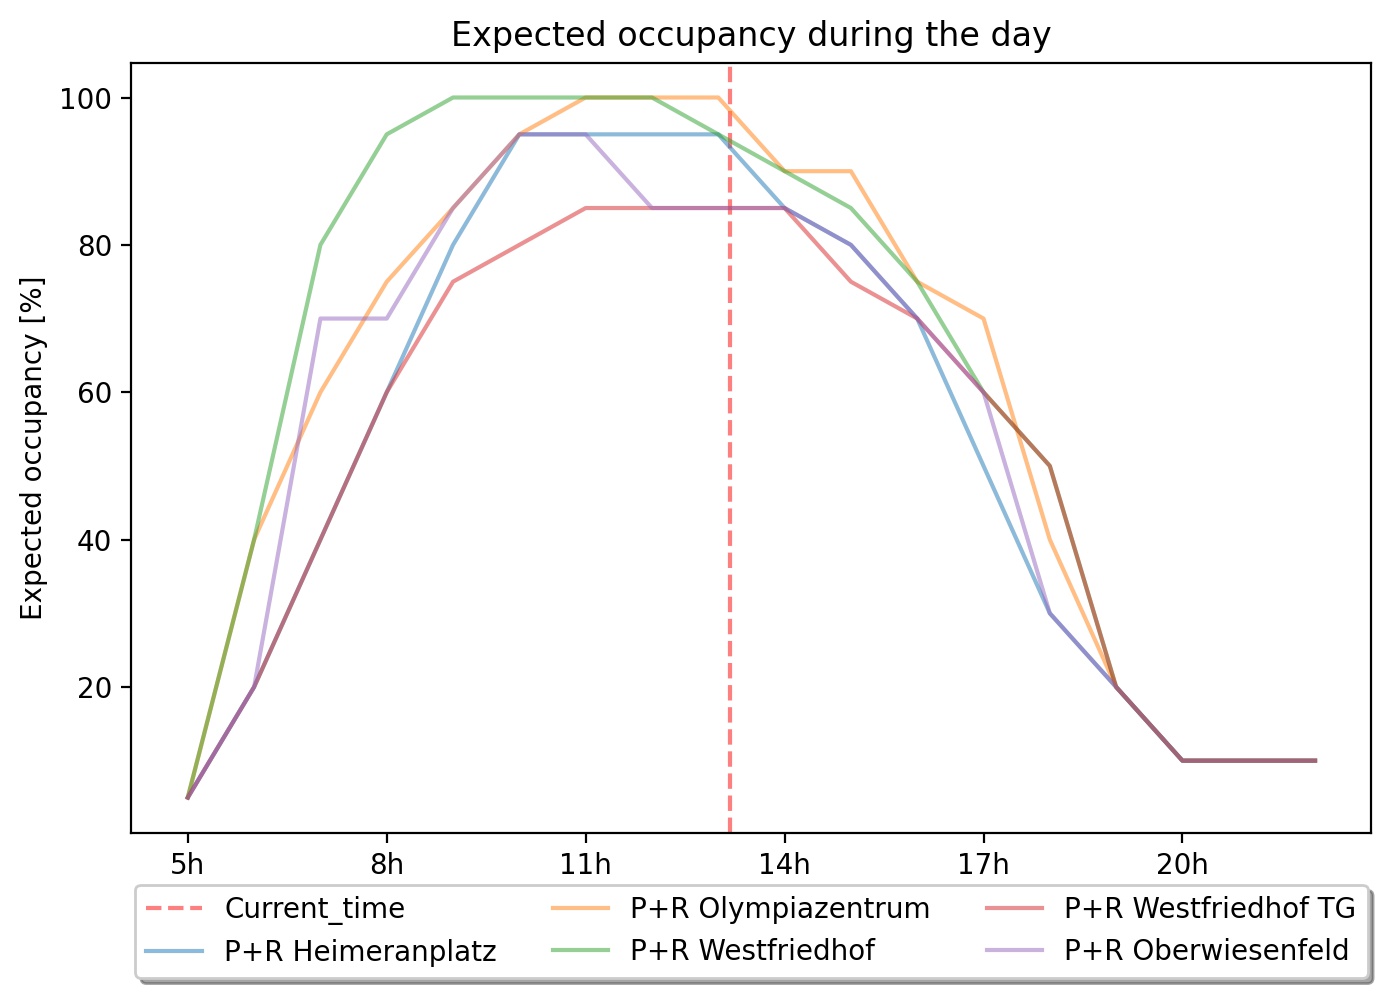 Expected occupancy during the day
Expected occupancy [%]
100
80
60
40
20
5h 8h 11h 14h 17h 20h
Current_time P+R Olympiazentrum P+R Westfriedhof TG
P+R Heimeranplatz P+R Westfriedhof P+R Oberwiesenfeld